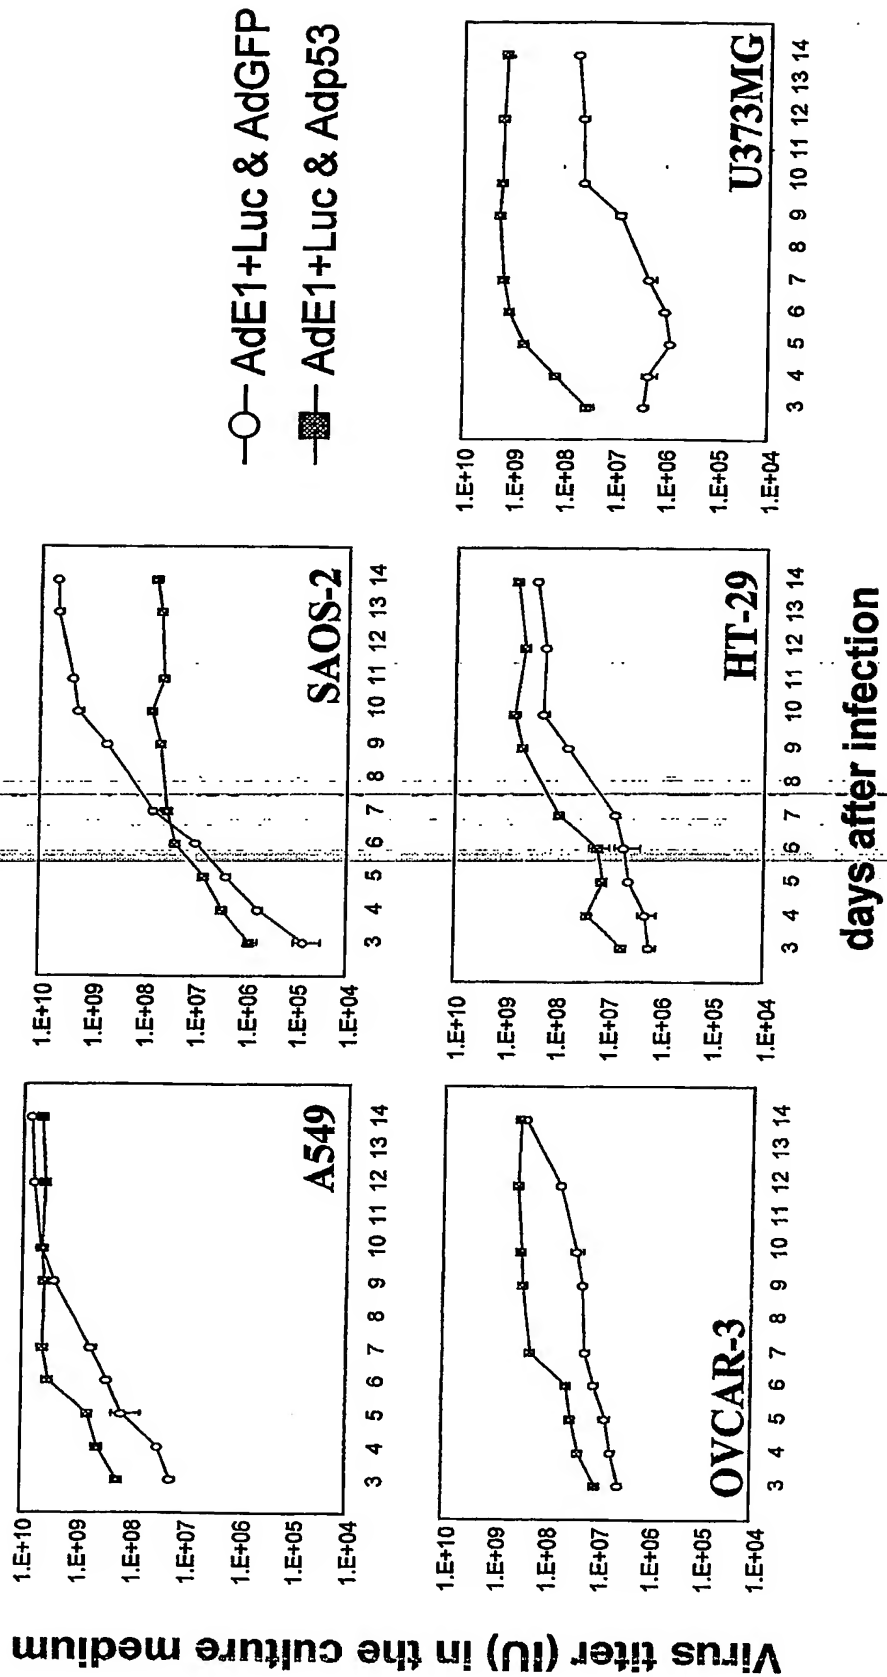 Virus titer (IU) in the culture medium
1.E+10
1.E+09
1.E+08
1.E+07
1.E+06
1.E+05
1.E+04
A549
3 4 5 6 7 8 9 10 11 12 13 14
1.E+10
1.E+09
1.E+08
1.E+07
1.E+06
1.E+05
1.E+04
SAOS-2
3 4 5 6 7 8 9 10 11 12 13 14
AdE1+Luc & AdGFP
AdE1+Luc & Adp53
1.E+10
1.E+09
1.E+08
1.E+07
1.E+06
1.E+05
1.E+04
OVCAR-3
3 4 5 6 7 8 9 10 11 12 13 14
1.E+10
1.E+09
1.E+08
1.E+07
1.E+06
1.E+05
1.E+04
HT-29
3 4 5 6 7 8 9 10 11 12 13 14
1.E+10
1.E+09
1.E+08
1.E+07
1.E+06
1.E+05
1.E+04
U373MG
3 4 5 6 7 8 9 10 11 12 13 14
days after infection